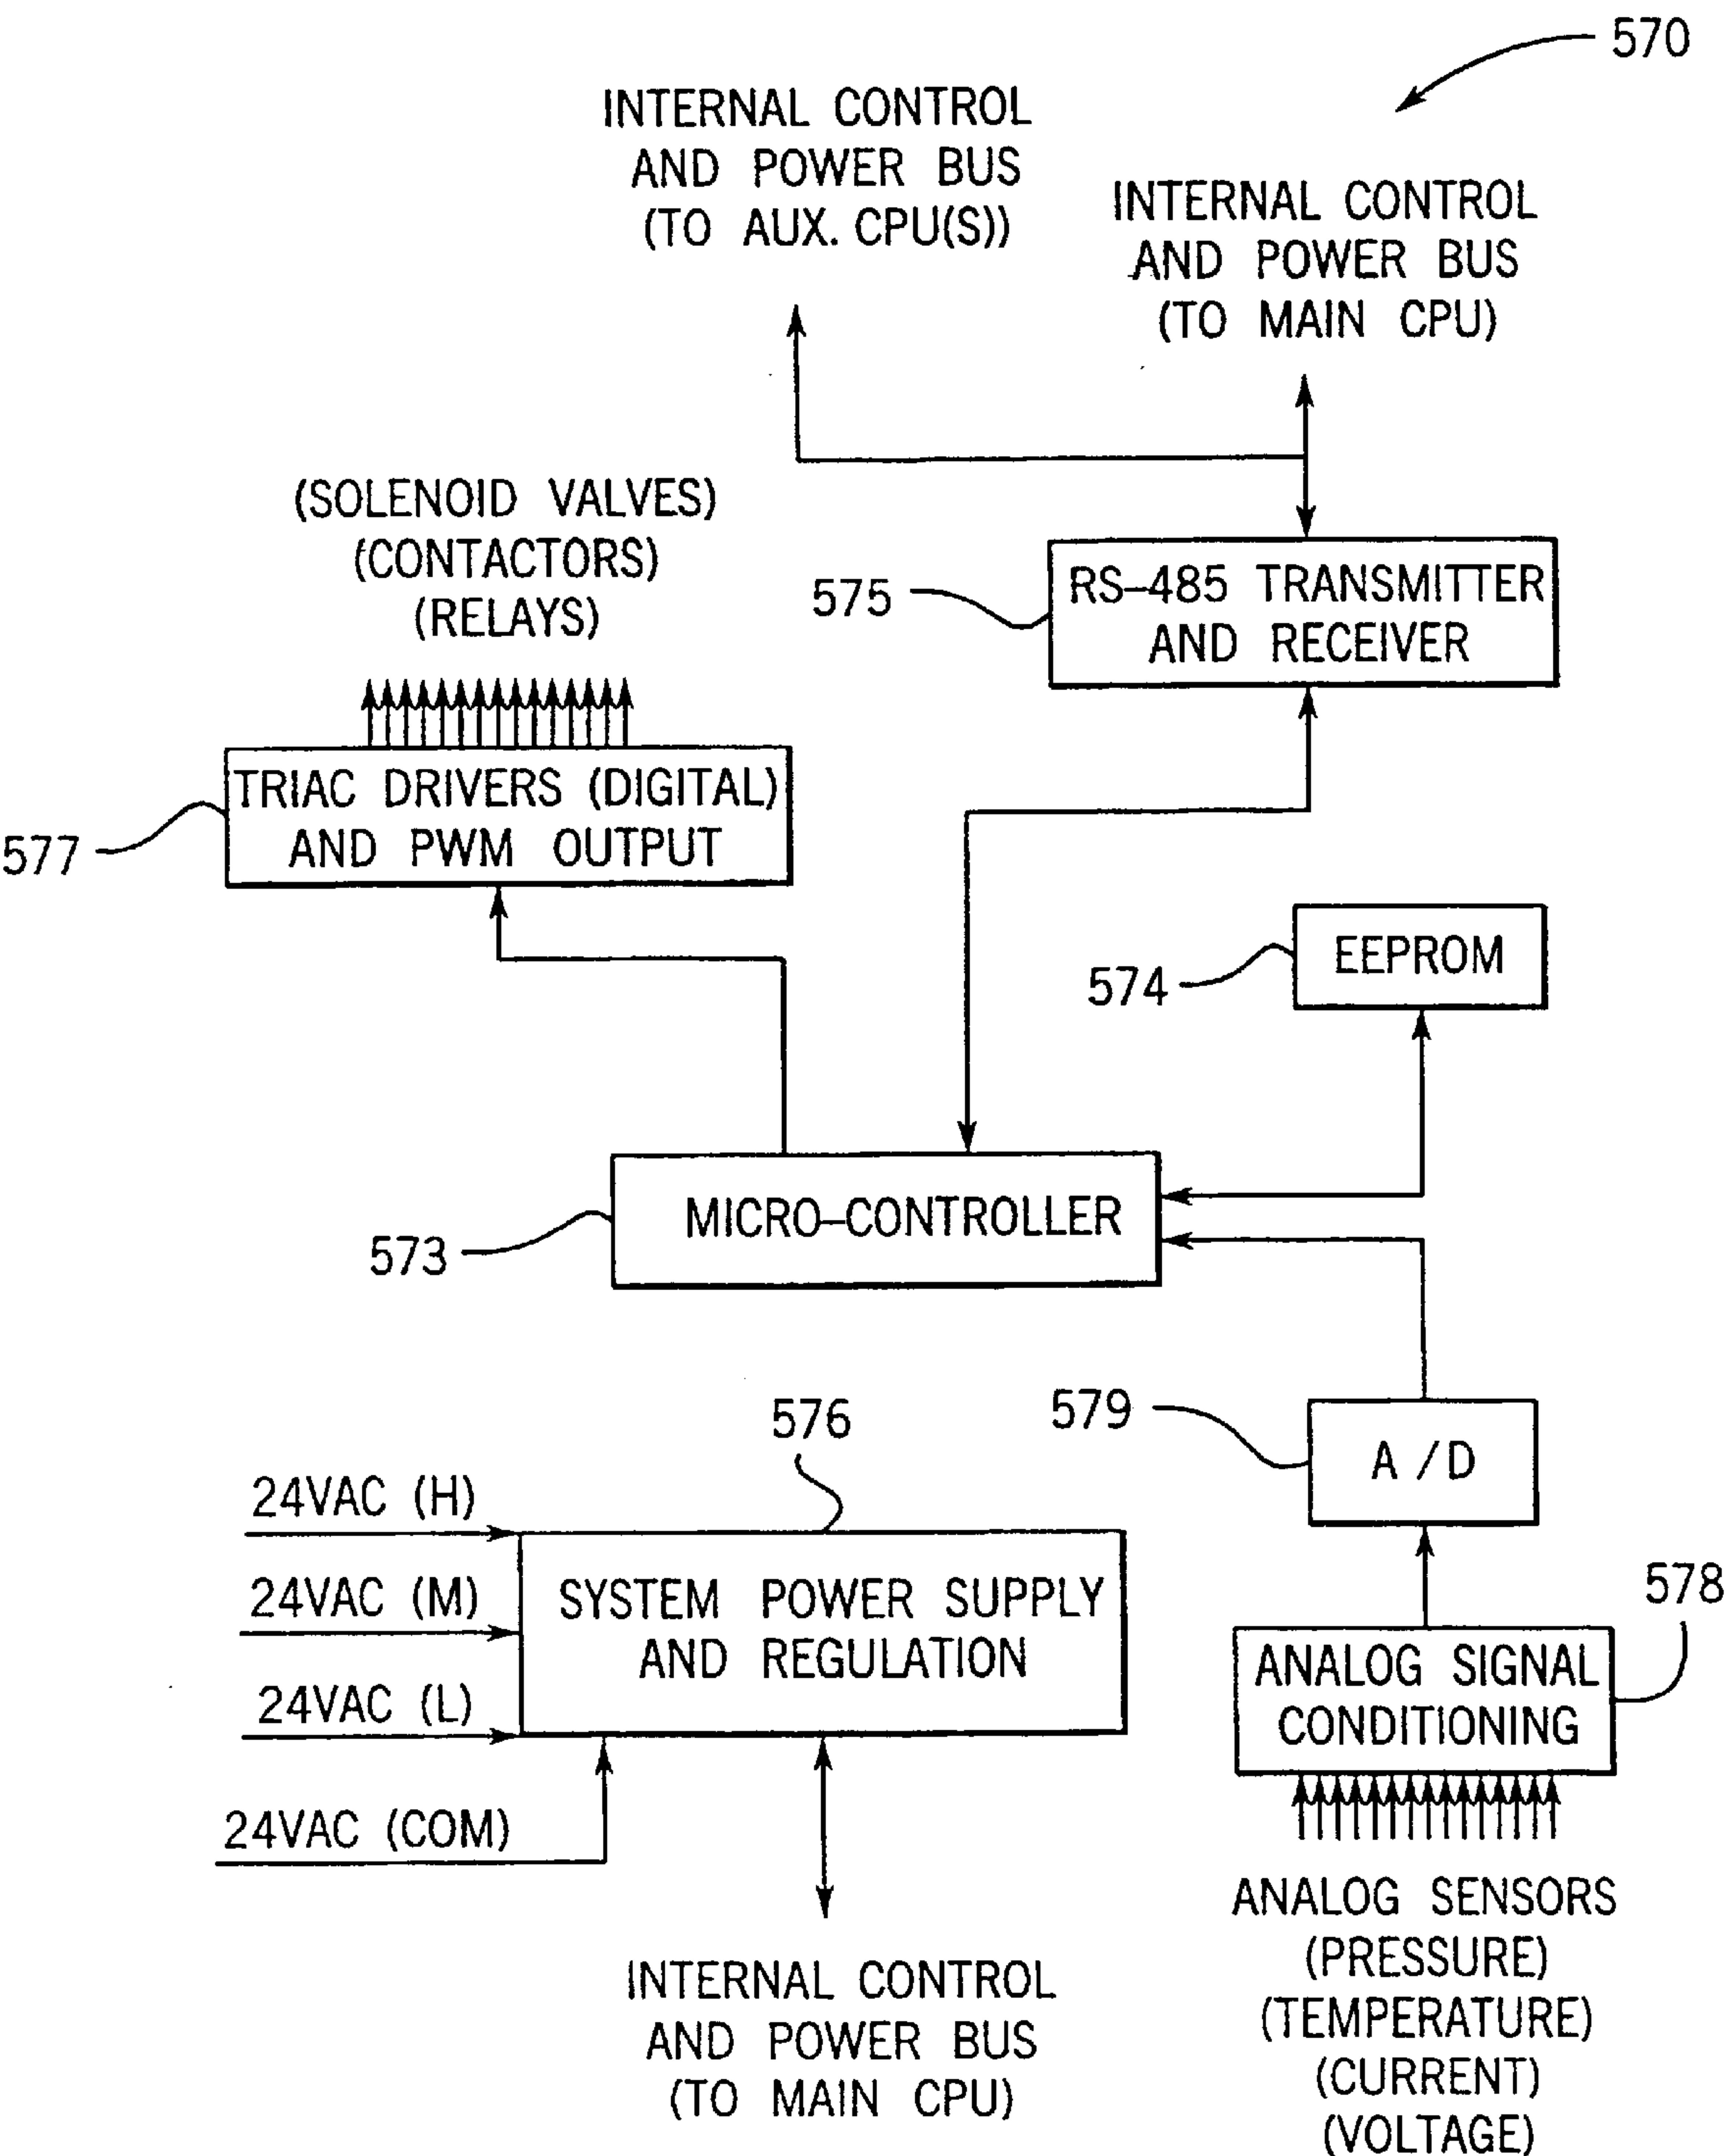 570
INTERNAL CONTROL
AND POWER BUS
(TO AUX. CPU(S))
INTERNAL CONTROL
AND POWER BUS
(TO MAIN CPU)
(SOLENOID VALVES)
(CONTACTORS)
(RELAYS)
575
RS-485 TRANSMITTER
AND RECEIVER
TRIAC DRIVERS (DIGITAL)
AND PWM OUTPUT
577
EEPROM
574
MICRO-CONTROLLER
573
576
579
A/D
24VAC (H)
24VAC (M)
24VAC (L)
24VAC (COM)
SYSTEM POWER SUPPLY
AND REGULATION
578
ANALOG SIGNAL
CONDITIONING
INTERNAL CONTROL
AND POWER BUS
(TO MAIN CPU)
ANALOG SENSORS
(PRESSURE)
(TEMPERATURE)
(CURRENT)
(VOLTAGE)